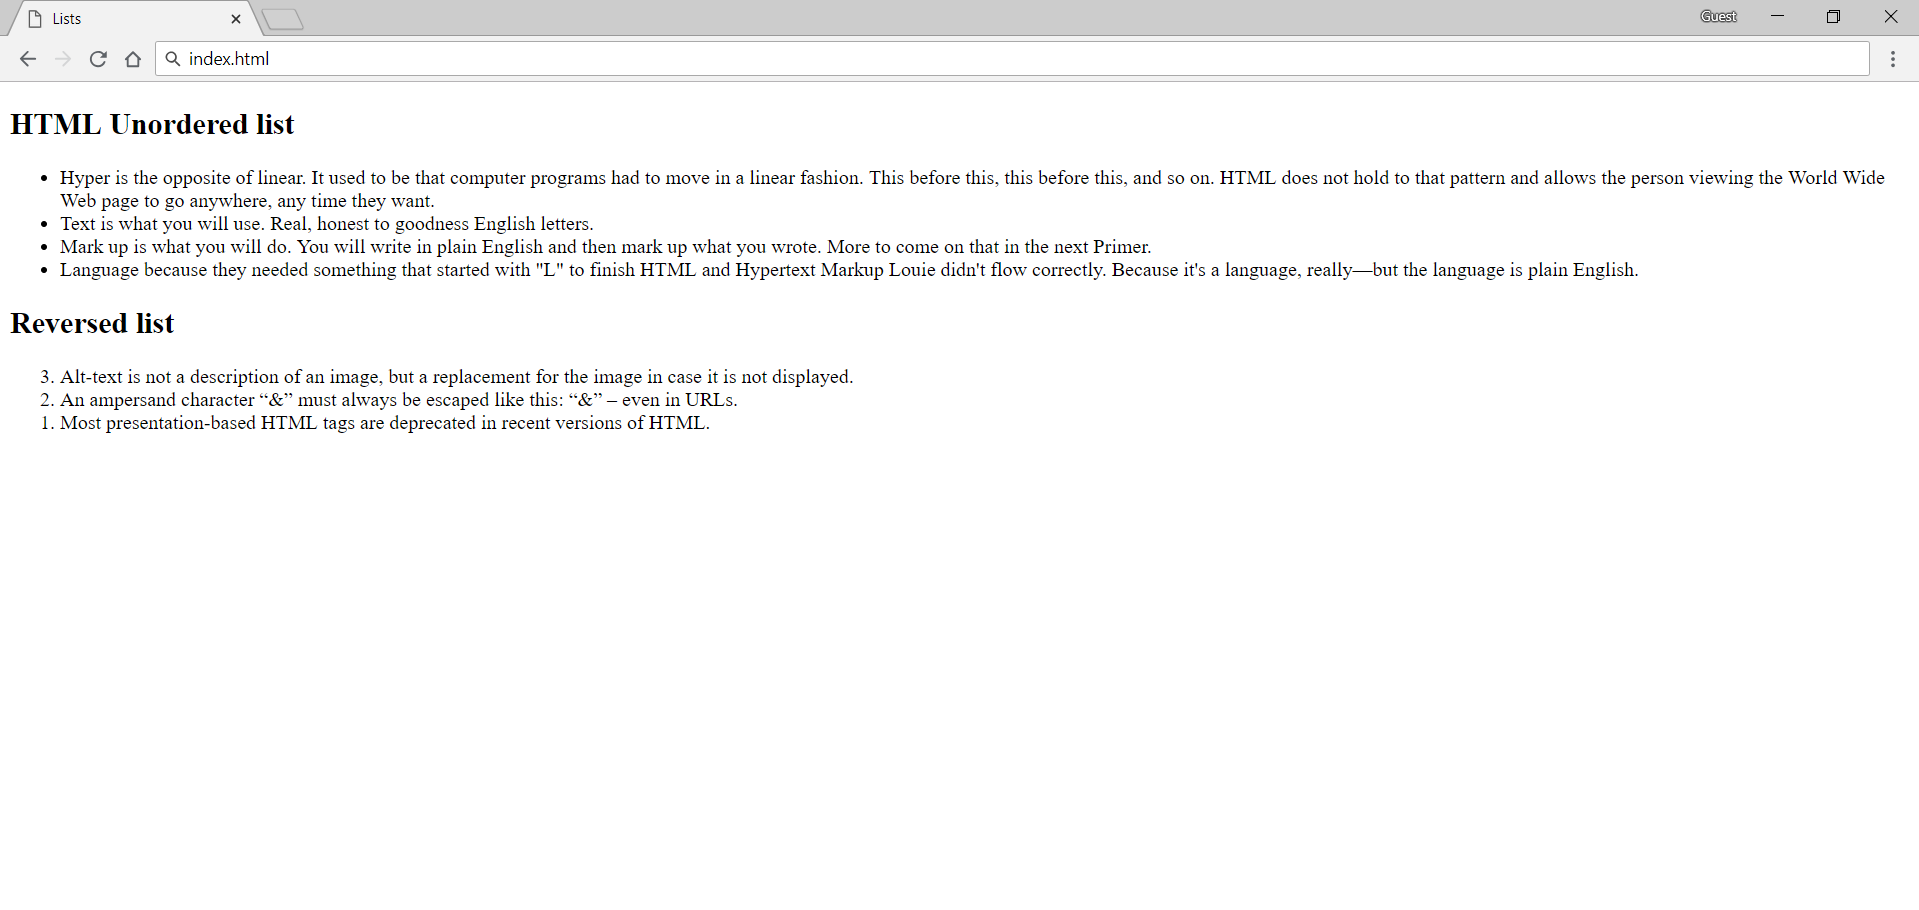 Lists
Guest
index.html
HTML Unordered list
• Hyper is the opposite of linear. It used to be that computer programs had to move in a linear fashion. This before this, this before this, and so on. HTML does not hold to that pattern and allows the person viewing the World Wide
Web page to go anywhere, any time they want.
• Text is what you will use. Real, honest to goodness English letters.
• Mark up is what you will do. You will write in plain English and then mark up what you wrote. More to come on that in the next Primer.
• Language because they needed something that started with "L" to finish HTML and Hypertext Markup Louie didn't flow correctly. Because it's a language, really—but the language is plain English.
Reversed list
3. Alt-text is not a description of an image, but a replacement for the image in case it is not displayed.
2. An ampersand character “&” must always be escaped like this: “&” – even in URLs.
1. Most presentation-based HTML tags are deprecated in recent versions of HTML.